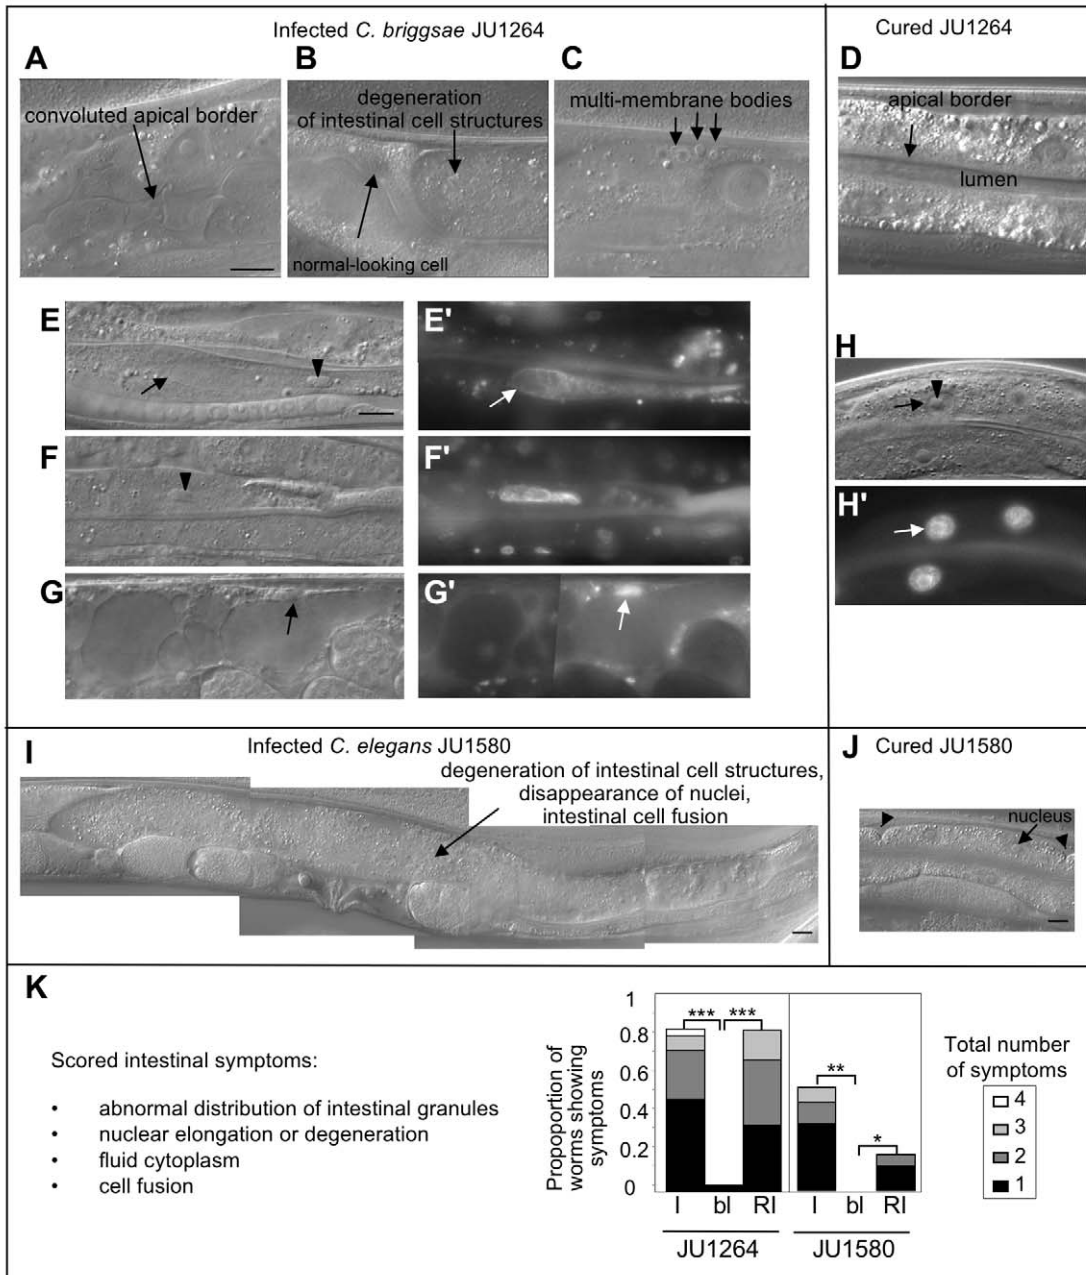 Infected C. briggsae JU1264
Cured JU1264
A
convoluted apical border
B
degeneration
of intestinal cell structures
normal-looking cell
C
multi-membrane bodies
D
apical border
lumen
E
E'
F
F'
G
G'
H
H'
I
Infected C. elegans JU1580
degeneration of intestinal cell structures,
disappearance of nuclei,
intestinal cell fusion
J
Cured JU1580
nucleus
K
Scored intestinal symptoms:
• abnormal distribution of intestinal granules
• nuclear elongation or degeneration
• fluid cytoplasm
• cell fusion
Propoportion of
worms showing
symptoms
1
0.8
0.6
0.4
0.2
0
*** ***
**
*
I bl RI I bl RI
JU1264 JU1580
Total number
of symptoms
4
3
2
1